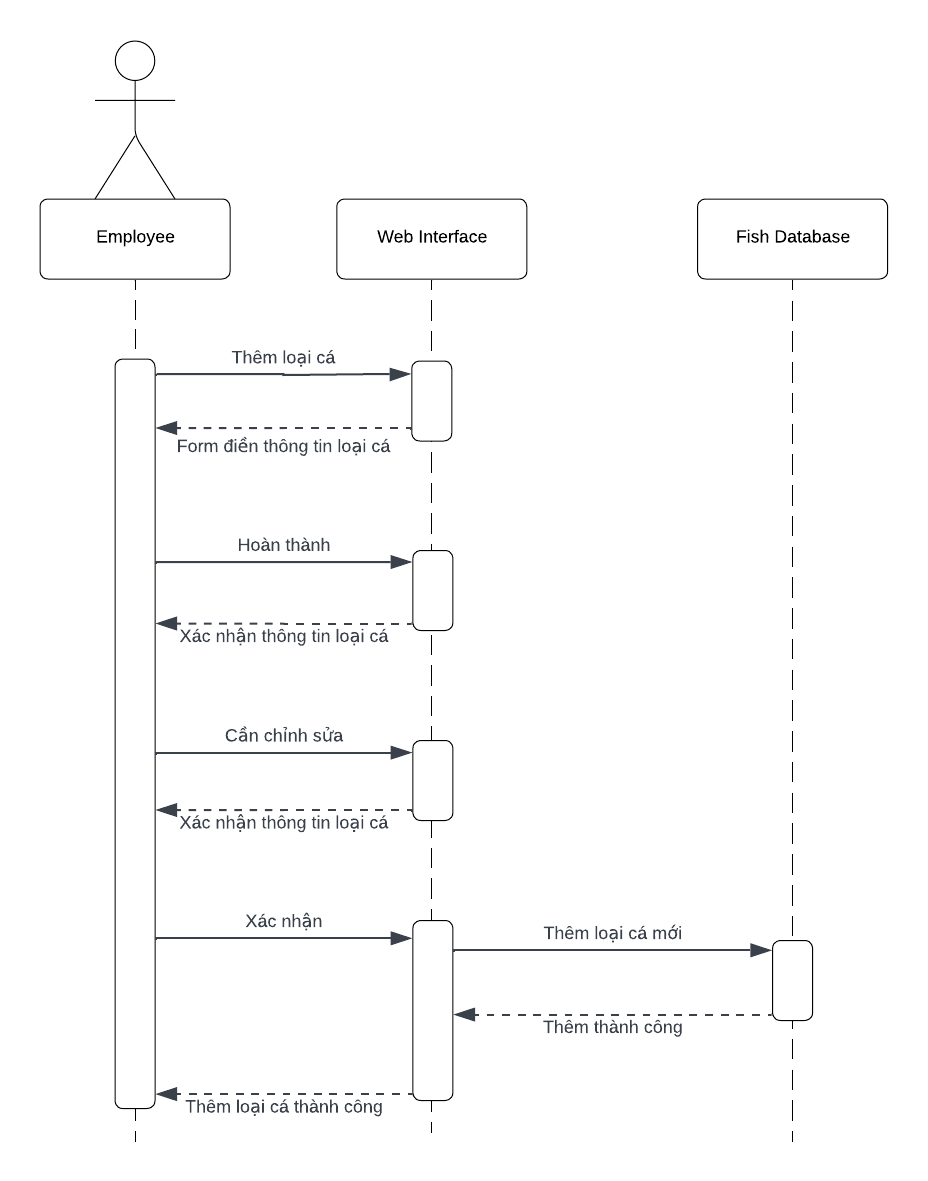 Employee
Web Interface
Fish Database
Thêm loại cá
Form điền thông tin loại cá
Hoàn thành
Xác nhận thông tin loại cá
Cần chỉnh sửa
Xác nhận thông tin loại cá
Xác nhận
Thêm loại cá mới
Thêm thành công
Thêm loại cá thành công